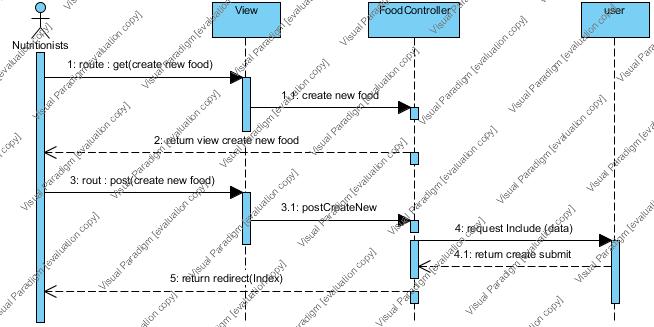 View
FoodController
user
Nutritionists
1: route : get(create new food)
1.1: create new food
2: return view create new food
3: rout : post(create new food)
3.1: postCreateNew
4: request Include (data)
4.1: return create submit
5: return redirect(Index)
Visual Paradigm [evaluation copy]